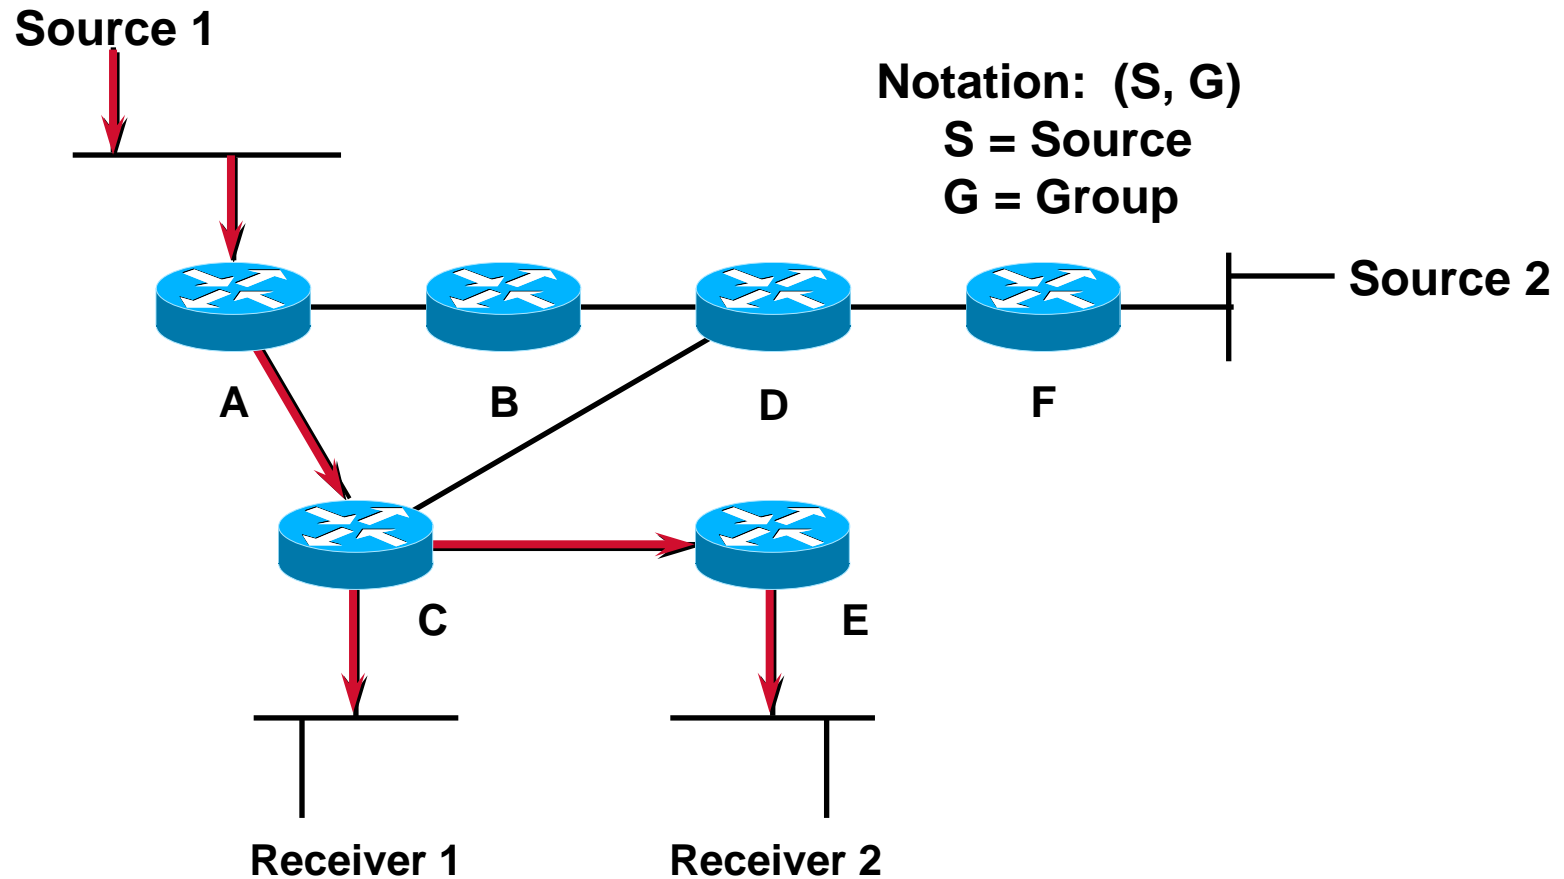 Source 1
Notation: (S, G)
S = Source
G = Group
Source 2
A
B
D
F
C
E
Receiver 1
Receiver 2